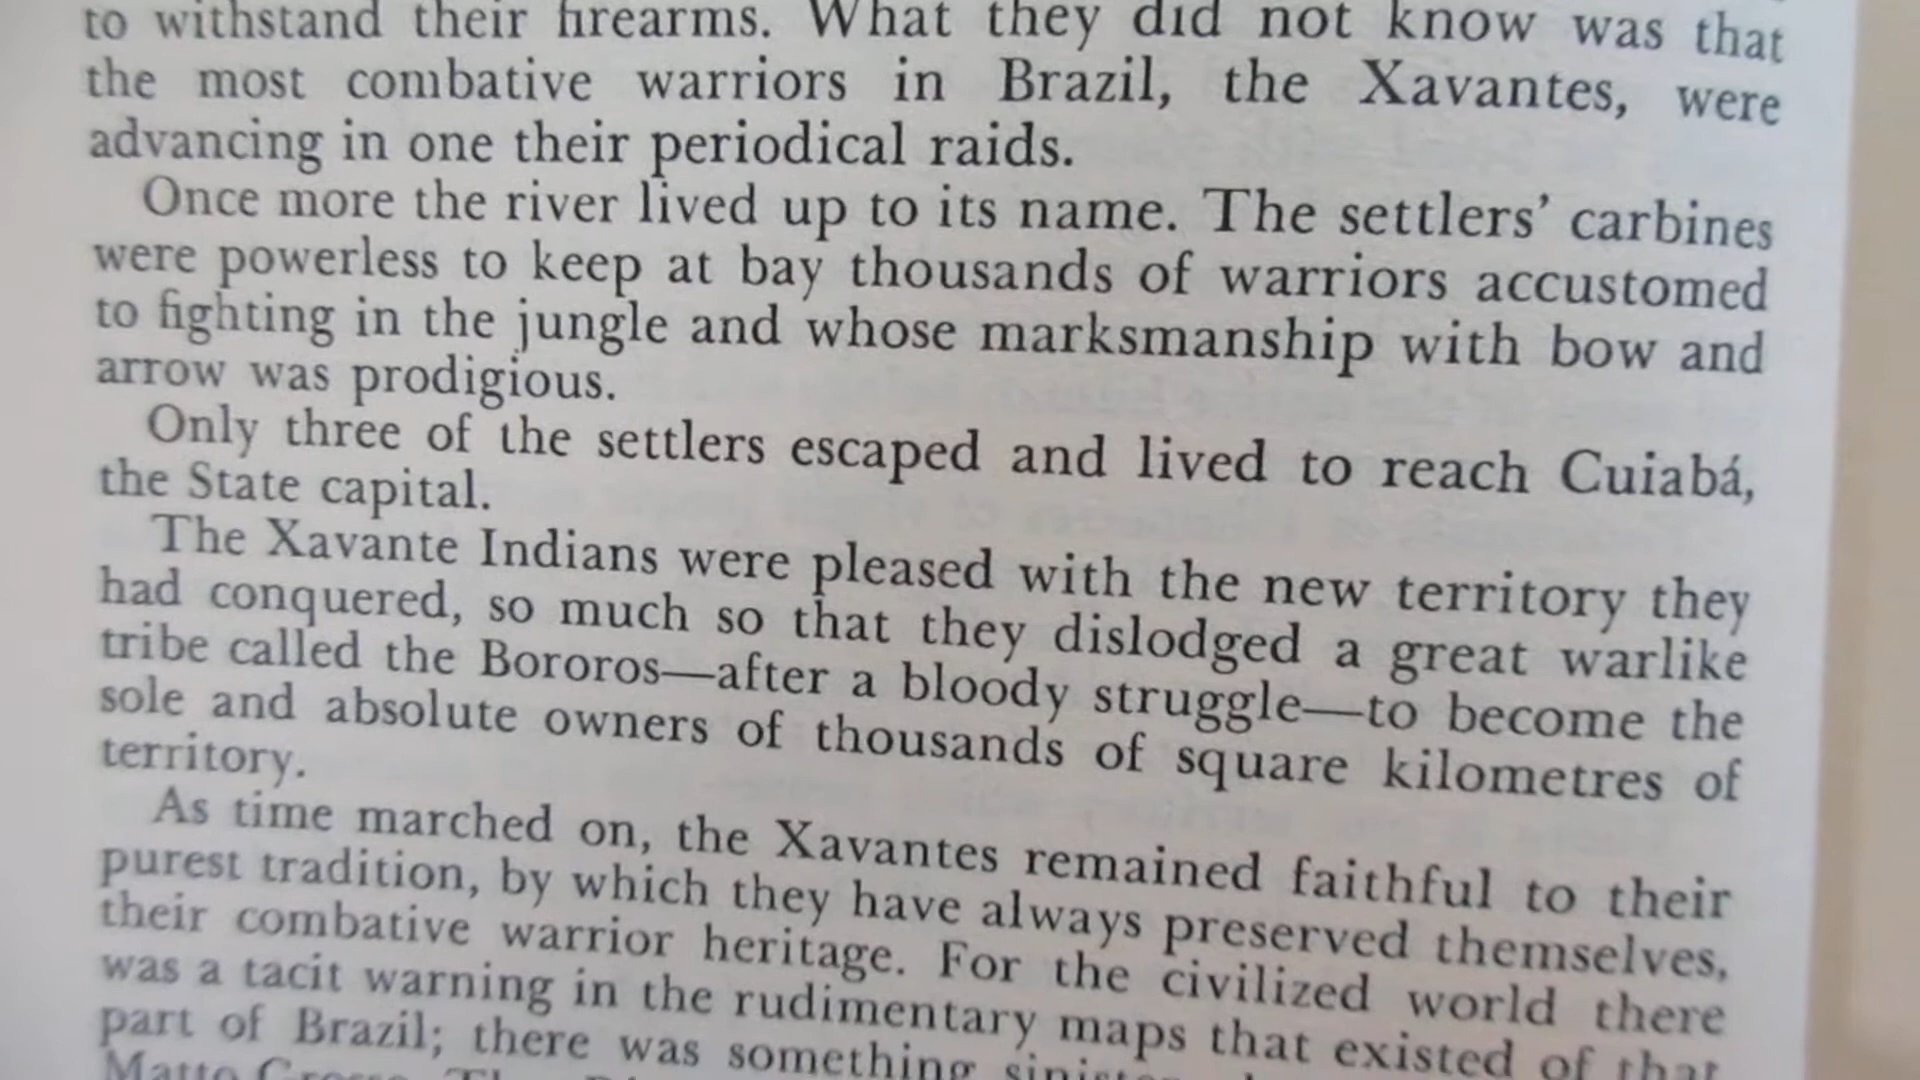 to withstand their firearms. What they did not know was that
the most combative warriors in Brazil, the Xavantes, were
advancing in one their periodical raids.
Once more the river lived up to its name. The settlers’ carbines
were powerless to keep at bay thousands of warriors accustomed
to fighting in the jungle and whose marksmanship with bow and
arrow was prodigious.
Only three of the settlers escaped and lived to reach Cuiabá,
the State capital.
The Xavante Indians were pleased with the new territory they
had conquered, so much so that they dislodged a great warlike
tribe called the Bororos—after a bloody struggle—to become the
sole and absolute owners of thousands of square kilometres of
territory.
As time marched on, the Xavantes remained faithful to their
purest tradition, by which they have always preserved themselves,
their combative warrior heritage. For the civilized world there
was a tacit warning in the rudimentary maps that existed of that
part of Brazil; there was something
Matto Grosso. The